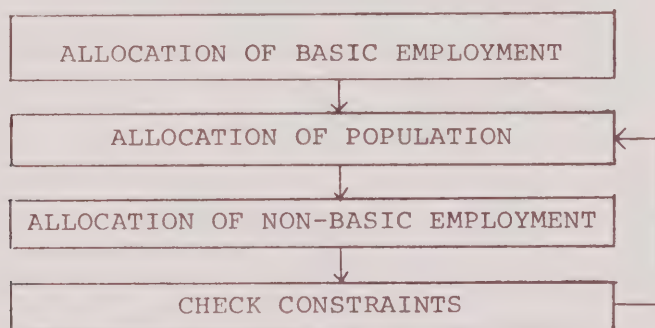 ALLOCATION OF BASIC EMPLOYMENT
ALLOCATION OF POPULATION
ALLOCATION OF NON-BASIC EMPLOYMENT
CHECK CONSTRAINTS